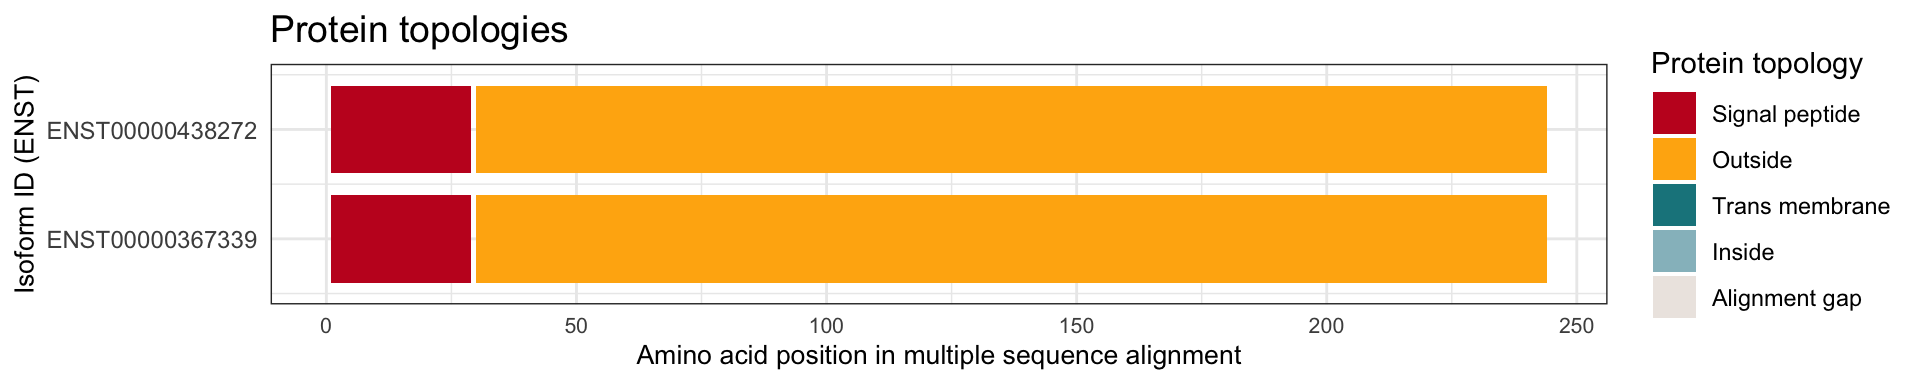 Protein topologies
Isoform ID (ENST)
ENST00000438272
ENST00000367339
0 50 100 150 200 250
Amino acid position in multiple sequence alignment
Protein topology
Signal peptide
Outside
Trans membrane
Inside
Alignment gap